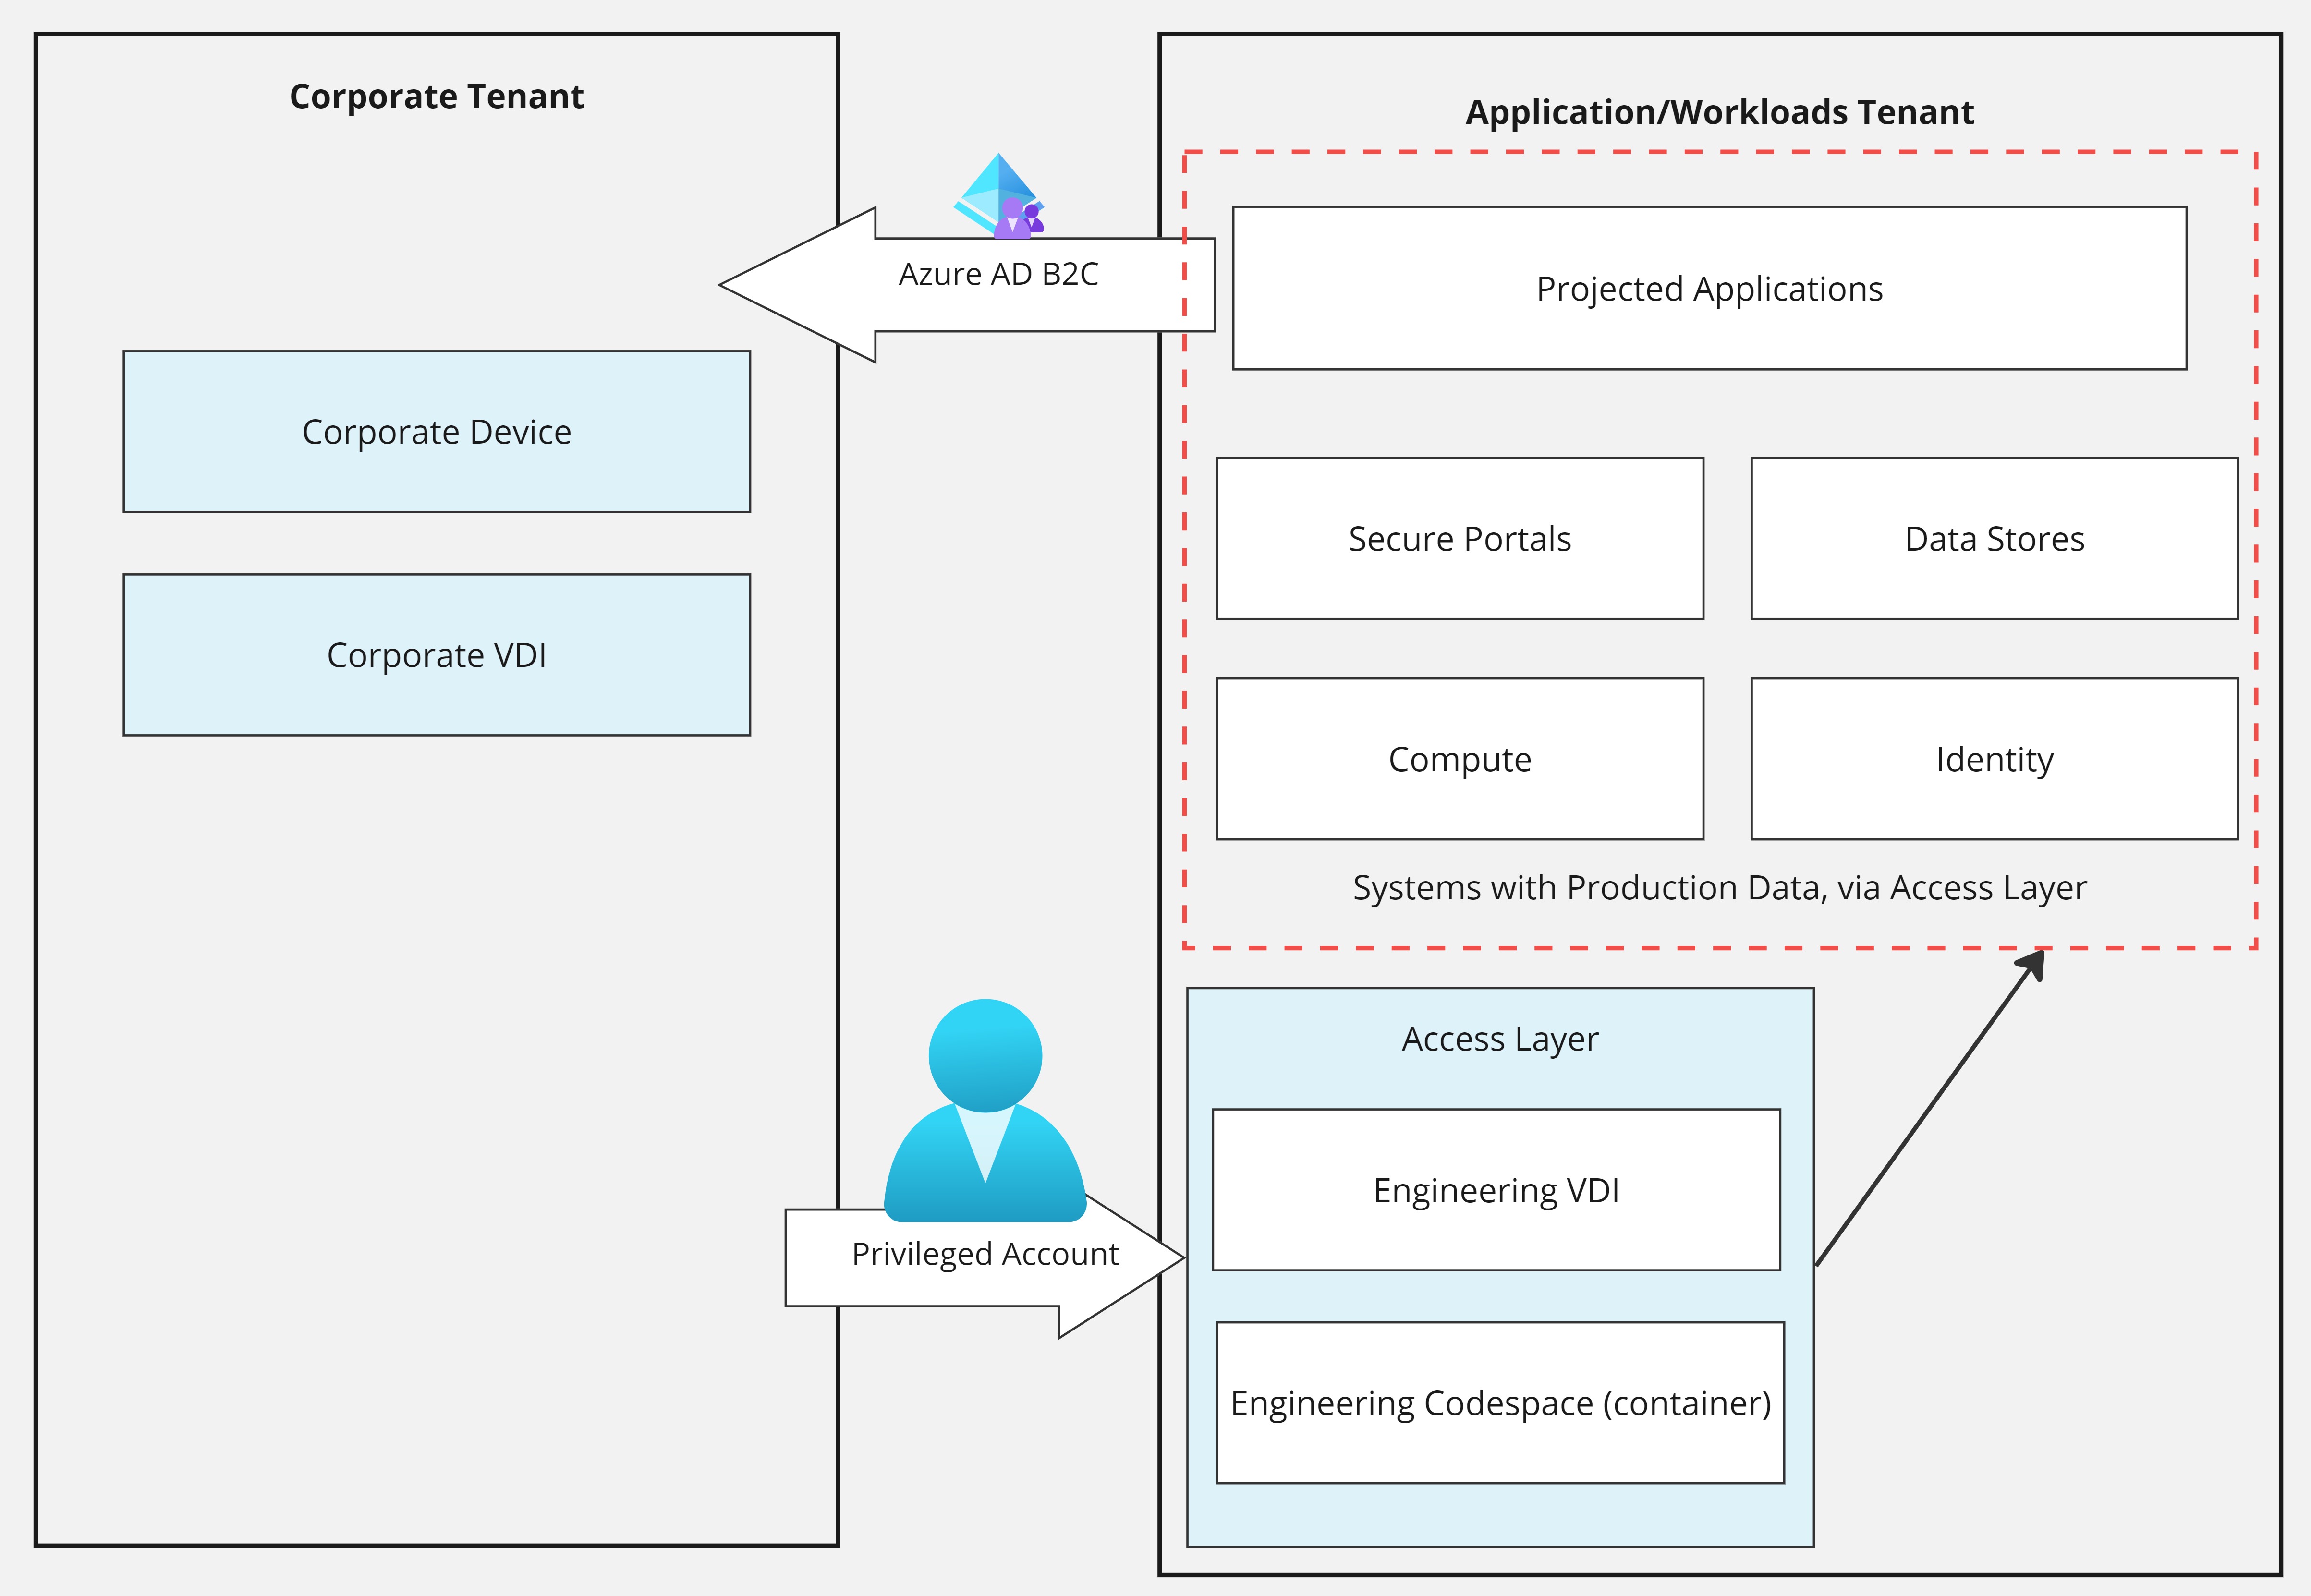 Corporate Tenant
Corporate Device
Corporate VDI
Azure AD B2C
Privileged Account
Application/Workloads Tenant
Projected Applications
Secure Portals
Data Stores
Compute
Identity
Systems with Production Data, via Access Layer
Access Layer
Engineering VDI
Engineering Codespace (container)